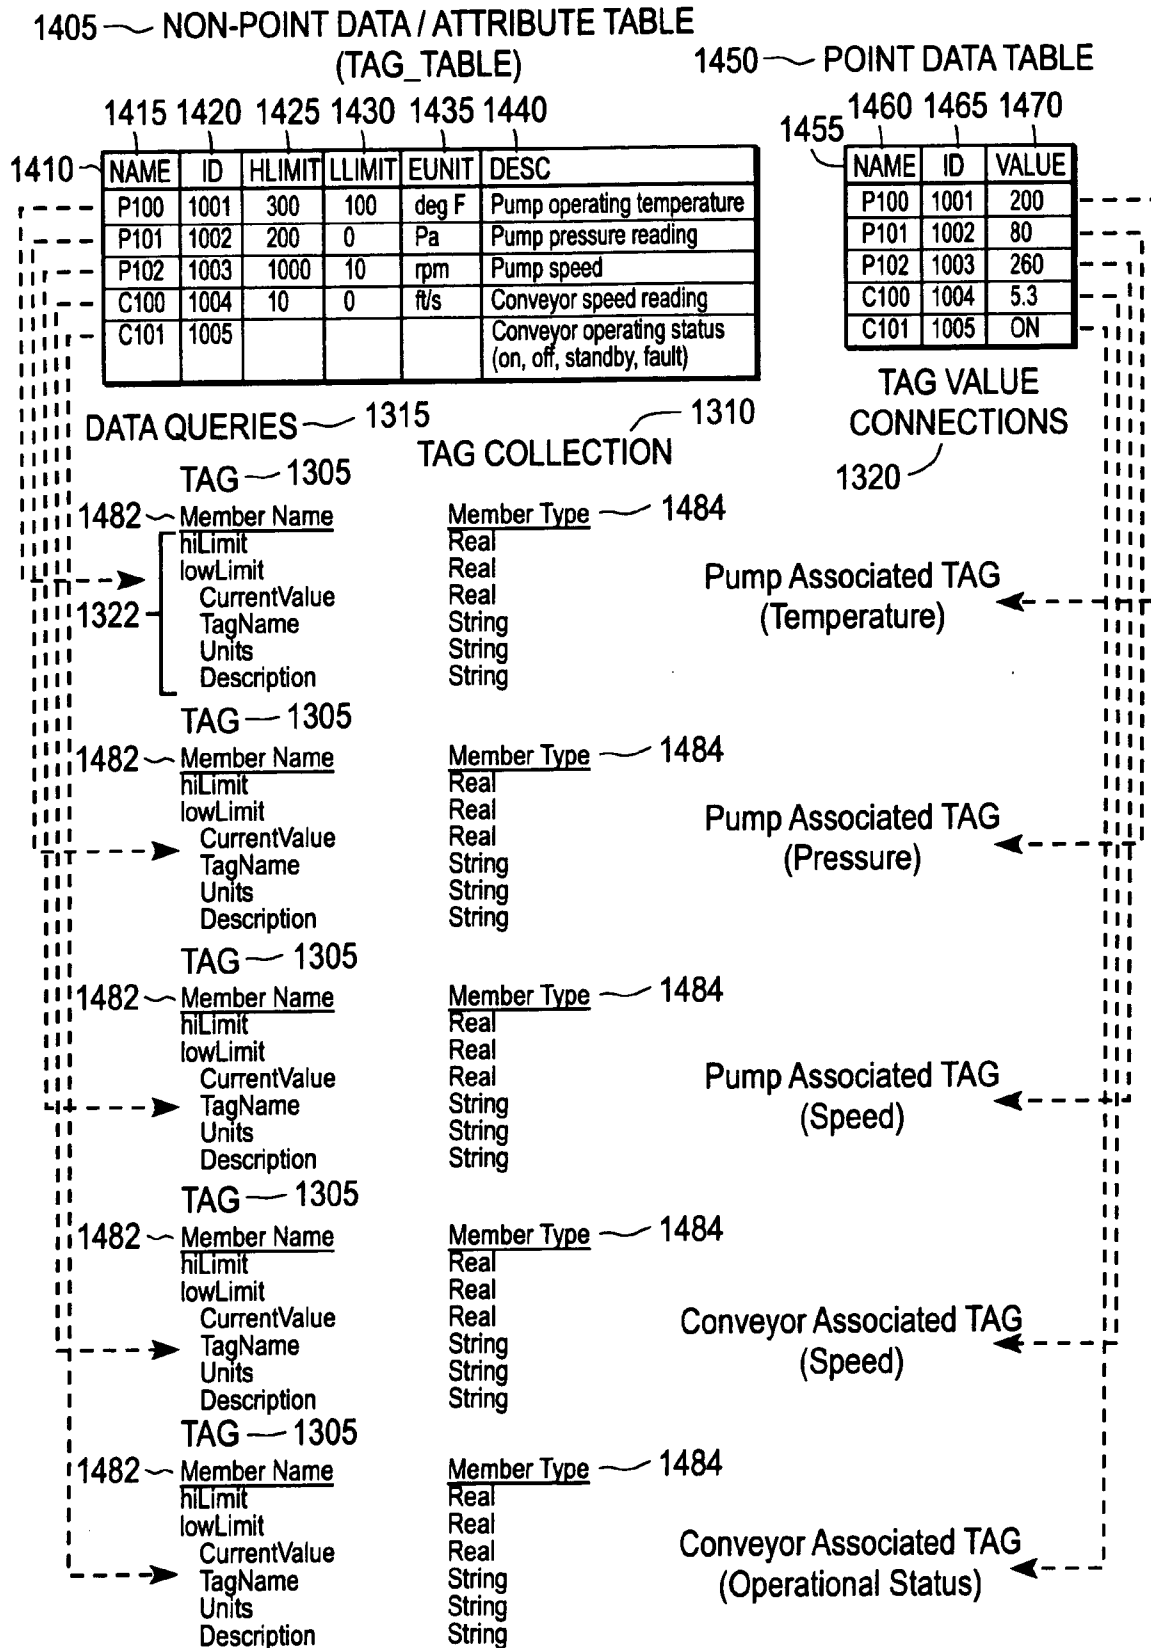 1405 NON-POINT DATA / ATTRIBUTE TABLE
(TAG_TABLE)
1450 POINT DATA TABLE
1415 1420 1425 1430 1435 1440
1460 1465 1470
1455
1410
NAME ID HLIMIT LLIMIT EUNIT DESC
P100 1001 300 100 deg F Pump operating temperature
P101 1002 200 0 Pa Pump pressure reading
P102 1003 1000 10 rpm Pump speed
C100 1004 10 0 ft/s Conveyor speed reading
C101 1005 Conveyor operating status
(on, off, standby, fault)
NAME ID VALUE
P100 1001 200
P101 1002 80
P102 1003 260
C100 1004 5.3
C101 1005 ON
TAG VALUE
CONNECTIONS
1320
DATA QUERIES 1315
1310
TAG COLLECTION
TAG 1305
1482 Member Name Member Type 1484
hiLimit Real
lowLimit Real
CurrentValue Real
1322 TagName String
Units String
Description String
Pump Associated TAG
(Temperature)
TAG 1305
1482 Member Name Member Type 1484
hiLimit Real
lowLimit Real
CurrentValue Real
TagName String
Units String
Description String
Pump Associated TAG
(Pressure)
TAG 1305
1482 Member Name Member Type 1484
hiLimit Real
lowLimit Real
CurrentValue Real
TagName String
Units String
Description String
Pump Associated TAG
(Speed)
TAG 1305
1482 Member Name Member Type 1484
hiLimit Real
lowLimit Real
CurrentValue Real
TagName String
Units String
Description String
Conveyor Associated TAG
(Speed)
TAG 1305
1482 Member Name Member Type 1484
hiLimit Real
lowLimit Real
CurrentValue Real
TagName String
Units String
Description String
Conveyor Associated TAG
(Operational Status)